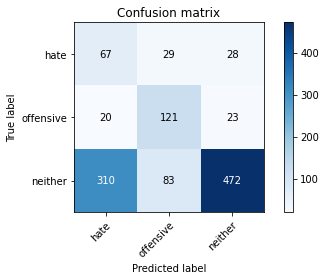 Confusion matrix
True label
hate 67 29 28
offensive 20 121 23
neither 310 83 472
hate offensive neither
Predicted label
400
300
200
100